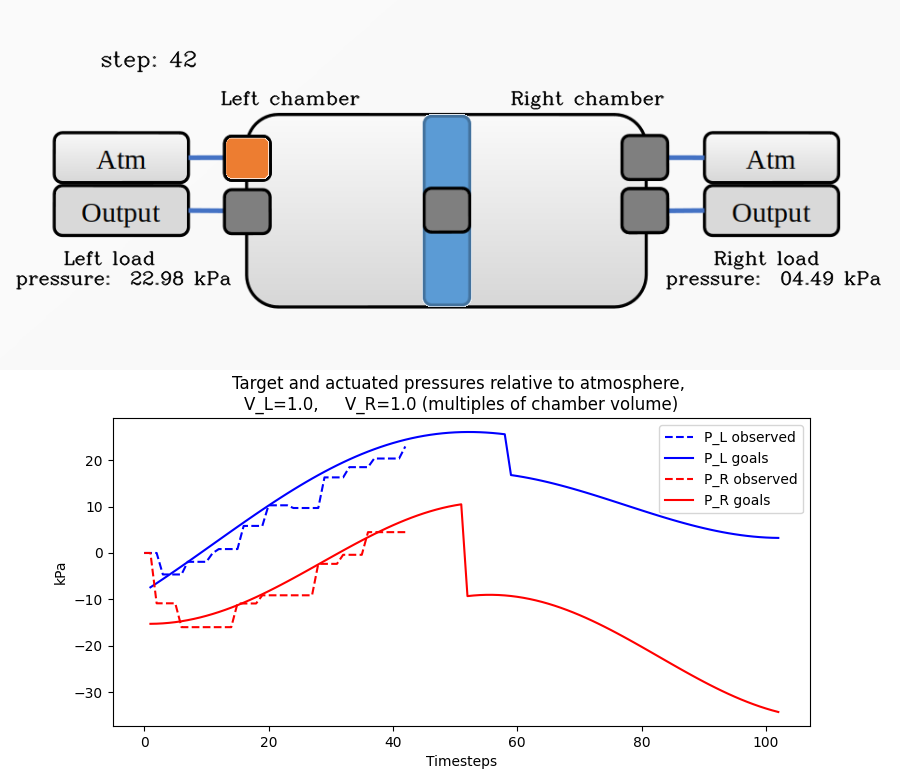 step: 42
Left chamber
Right chamber
Atm
Atm
Output
Output
Left load
pressure: 22.98 kPa
Right load
pressure: 04.49 kPa
Target and actuated pressures relative to atmosphere,
V_L=1.0, V_R=1.0 (multiples of chamber volume)
P_L observed
P_L goals
P_R observed
P_R goals
kPa
20
10
0
−10
−20
−30
0 20 40 60 80 100
Timesteps